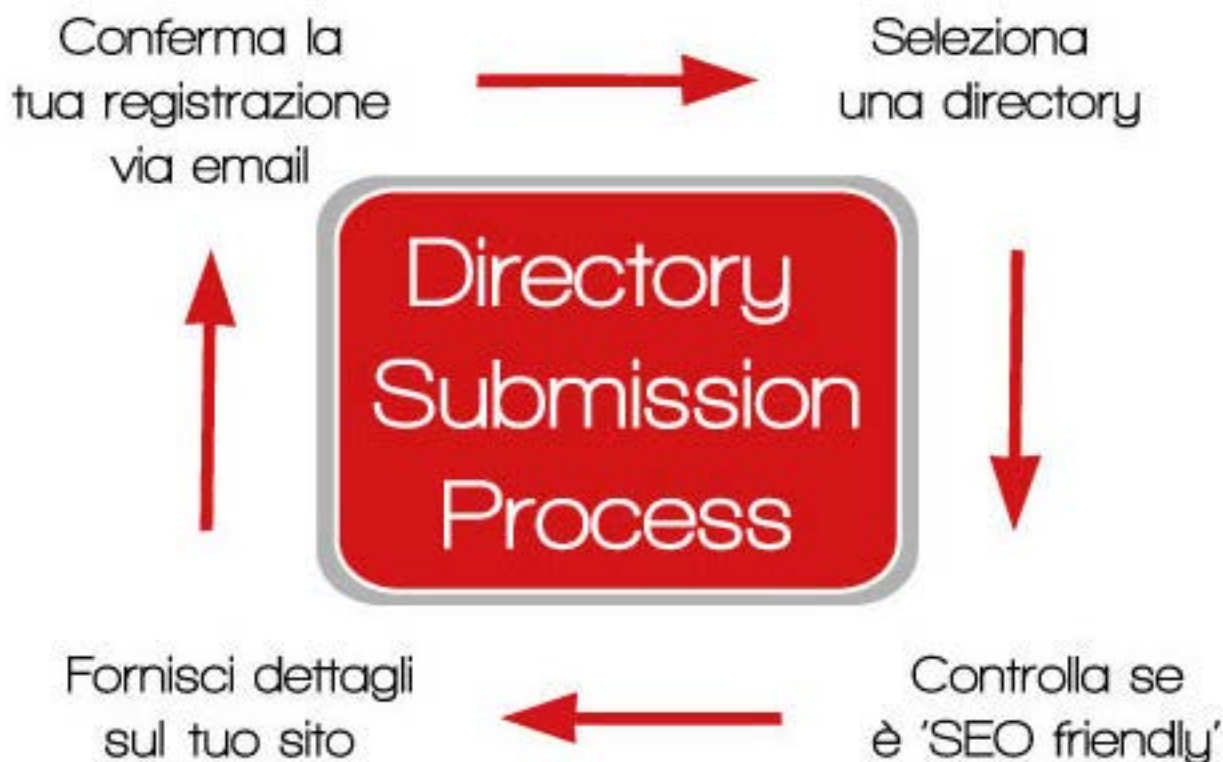 Conferma la
tua registrazione
via email
Seleziona
una directory
Directory
Submission
Process
Fornisci dettagli
sul tuo sito
Controlla se
è 'SEO friendly'